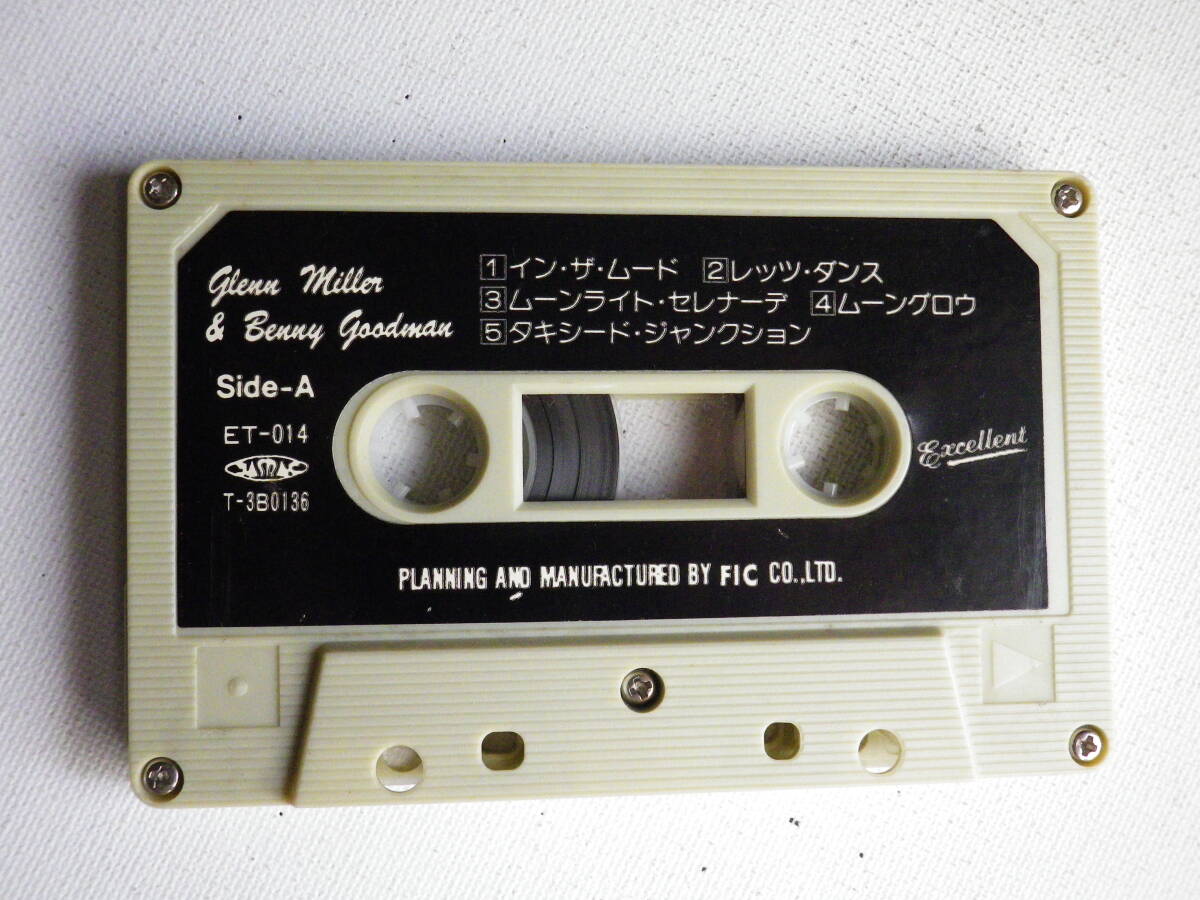 Glenn Miller
& Benny Goodman
1 イン・ザ・ムード 2 レッツ・ダンス
3 ムーンライト・セレナーデ 4 ムーングロウ
5 タキシード・ジャンクション
Side-A
ET-014
JASRAC
T-3B0136
Excellent
PLANNING AND MANUFACTURED BY FIC CO.,LTD.